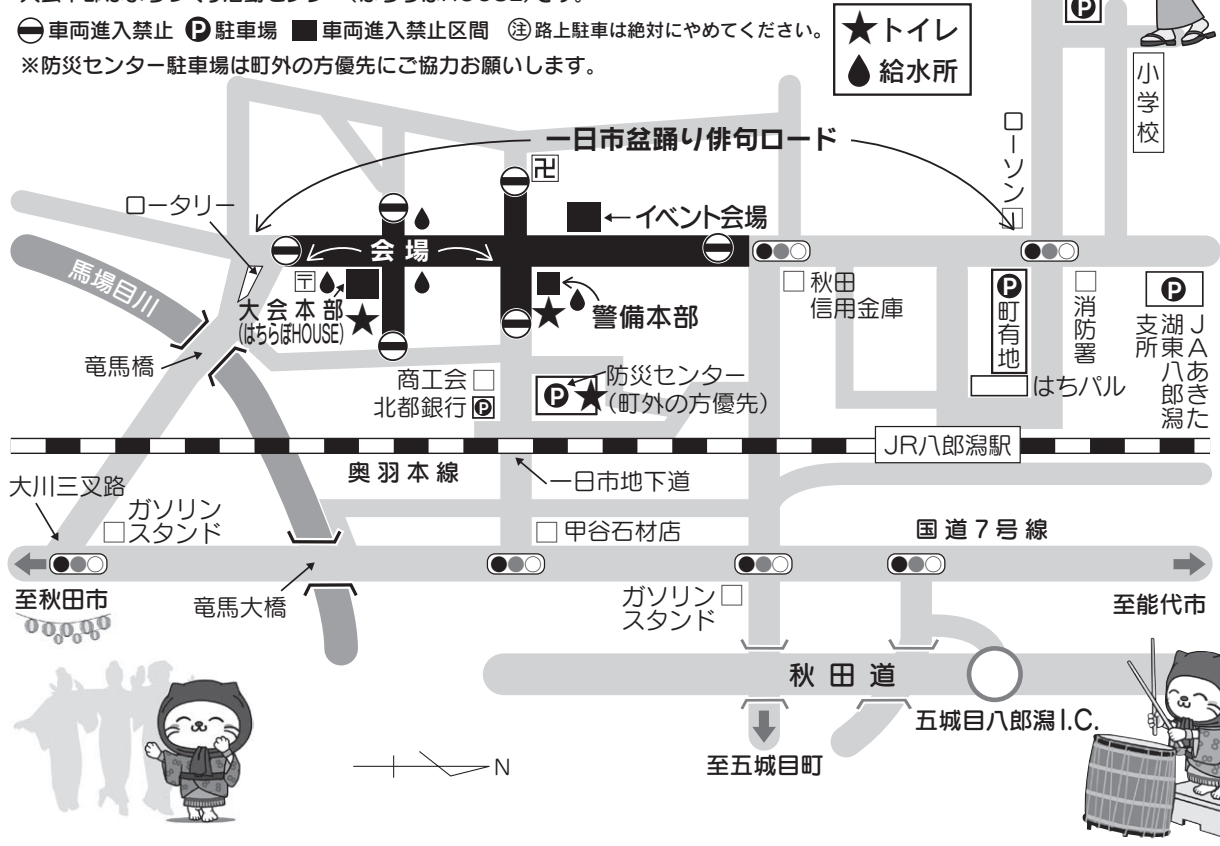 車両進入禁止 P 駐車場 車両進入禁止区間 注 路上駐車は絶対にやめてください。
※防災センター駐車場は町外の方優先にご協力お願いします。
★トイレ
給水所
P
小学校
ローソン
一日市盆踊り俳句ロード
卍
ロータリー
←イベント会場
会場
馬場目川
〒
大会本部
(はちらぼHOUSE)
警備本部
秋田
信用金庫
P
町有地
消防署
P
JAあきた
湖東八郎潟
支所
竜馬橋
商工会
北都銀行 P
P
防災センター
(町外の方優先)
はちパル
JR八郎潟駅
奥羽本線
一日市地下道
大川三叉路
ガソリン
スタンド
甲谷石材店
国道7号線
至秋田市
竜馬大橋
ガソリン
スタンド
至能代市
秋田道
五城目八郎潟I.C.
至五城目町
N